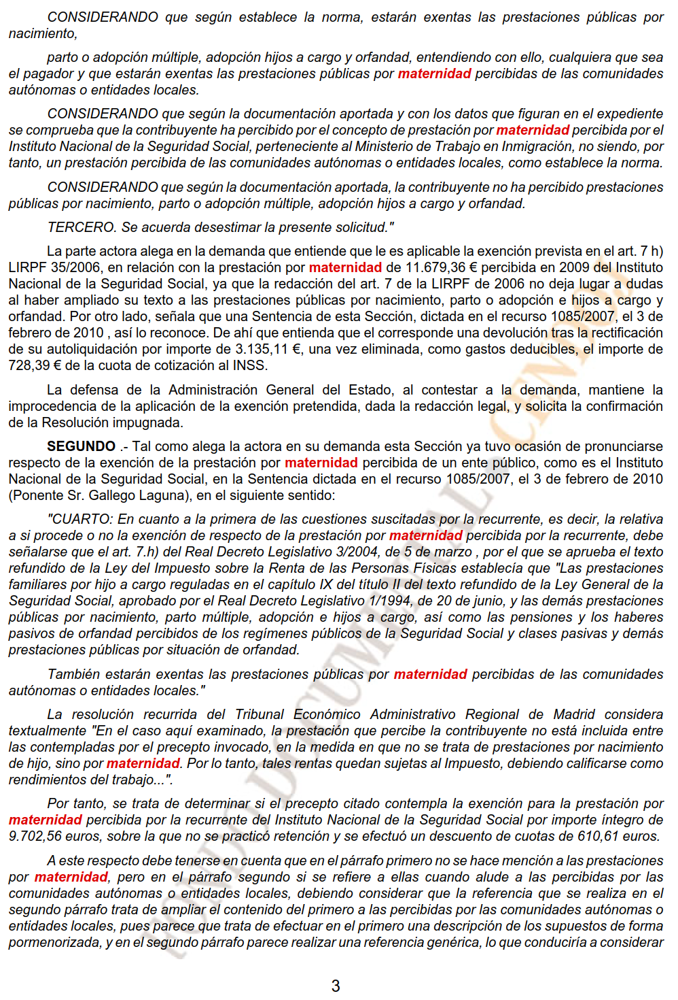 CONSIDERANDO que según establece la norma, estarán exentas las prestaciones públicas por
nacimiento,
parto o adopción múltiple, adopción hijos a cargo y orfandad, entendiendo con ello, cualquiera que sea
el pagador y que estarán exentas las prestaciones públicas por maternidad percibidas de las comunidades
autónomas o entidades locales.
CONSIDERANDO que según la documentación aportada y con los datos que figuran en el expediente
se comprueba que la contribuyente ha percibido por el concepto de prestación por maternidad percibida por el
Instituto Nacional de la Seguridad Social, perteneciente al Ministerio de Trabajo en Inmigración, no siendo, por
tanto, un prestación percibida de las comunidades autónomas o entidades locales, como establece la norma.
CONSIDERANDO que según la documentación aportada, la contribuyente no ha percibido prestaciones
públicas por nacimiento, parto o adopción múltiple, adopción hijos a cargo y orfandad.
TERCERO. Se acuerda desestimar la presente solicitud."
La parte actora alega en la demanda que entiende que le es aplicable la exención prevista en el art. 7 h)
LIRPF 35/2006, en relación con la prestación por maternidad de 11.679,36 € percibida en 2009 del Instituto
Nacional de la Seguridad Social, ya que la redacción del art. 7 de la LIRPF de 2006 no deja lugar a dudas
al haber ampliado su texto a las prestaciones públicas por nacimiento, parto o adopción e hijos a cargo y
orfandad. Por otro lado, señala que una Sentencia de esta Sección, dictada en el recurso 1085/2007, el 3 de
febrero de 2010 , así lo reconoce. De ahí que entienda que el corresponde una devolución tras la rectificación
de su autoliquidación por importe de 3.135,11 €, una vez eliminada, como gastos deducibles, el importe de
728,39 € de la cuota de cotización al INSS.
La defensa de la Administración General del Estado, al contestar a la demanda, mantiene la
improcedencia de la aplicación de la exención pretendida, dada la redacción legal, y solicita la confirmación
de la Resolución impugnada.
SEGUNDO .- Tal como alega la actora en su demanda esta Sección ya tuvo ocasión de pronunciarse
respecto de la exención de la prestación por maternidad percibida de un ente público, como es el Instituto
Nacional de la Seguridad Social, en la Sentencia dictada en el recurso 1085/2007, el 3 de febrero de 2010
(Ponente Sr. Gallego Laguna), en el siguiente sentido:
"CUARTO: En cuanto a la primera de las cuestiones suscitadas por la recurrente, es decir, la relativa
a si procede o no la exención de respecto de la prestación por maternidad percibida por la recurrente, debe
señalarse que el art. 7.h) del Real Decreto Legislativo 3/2004, de 5 de marzo , por el que se aprueba el texto
refundido de la Ley del Impuesto sobre la Renta de las Personas Físicas establecía que "Las prestaciones
familiares por hijo a cargo reguladas en el capítulo IX del título II del texto refundido de la Ley General de la
Seguridad Social, aprobado por el Real Decreto Legislativo 1/1994, de 20 de junio, y las demás prestaciones
públicas por nacimiento, parto múltiple, adopción e hijos a cargo, así como las pensiones y los haberes
pasivos de orfandad percibidos de los regímenes públicos de la Seguridad Social y clases pasivas y demás
prestaciones públicas por situación de orfandad.
También estarán exentas las prestaciones públicas por maternidad percibidas de las comunidades
autónomas o entidades locales."
La resolución recurrida del Tribunal Económico Administrativo Regional de Madrid considera
textualmente "En el caso aquí examinado, la prestación que percibe la contribuyente no está incluida entre
las contempladas por el precepto invocado, en la medida en que no se trata de prestaciones por nacimiento
de hijo, sino por maternidad. Por lo tanto, tales rentas quedan sujetas al Impuesto, debiendo calificarse como
rendimientos del trabajo...".
Por tanto, se trata de determinar si el precepto citado contempla la exención para la prestación por
maternidad percibida por la recurrente del Instituto Nacional de la Seguridad Social por importe íntegro de
9.702,56 euros, sobre la que no se practicó retención y se efectuó un descuento de cuotas de 610,61 euros.
A este respecto debe tenerse en cuenta que en el párrafo primero no se hace mención a las prestaciones
por maternidad, pero en el párrafo segundo si se refiere a ellas cuando alude a las percibidas por las
comunidades autónomas o entidades locales, debiendo considerar que la referencia que se realiza en el
segundo párrafo trata de ampliar el contenido del primero a las percibidas por las comunidades autónomas o
entidades locales, pues parece que trata de efectuar en el primero una descripción de los supuestos de forma
pormenorizada, y en el segundo párrafo parece realizar una referencia genérica, lo que conduciría a considerar
FONDO DOCUMENTAL • CENDOJ
3